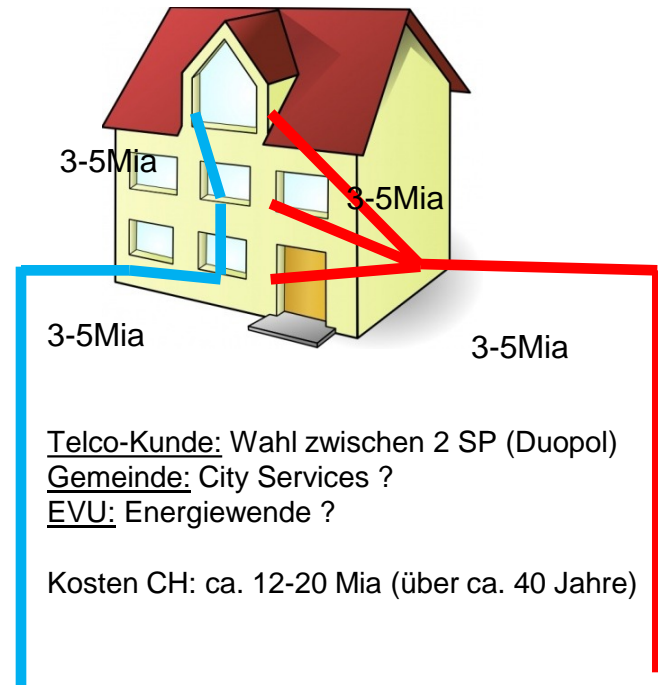 3-5Mia
3-5Mia
3-5Mia
3-5Mia
Telco-Kunde: Wahl zwischen 2 SP (Duopol)
Gemeinde: City Services ?
EVU: Energiewende ?
Kosten CH: ca. 12-20 Mia (über ca. 40 Jahre)